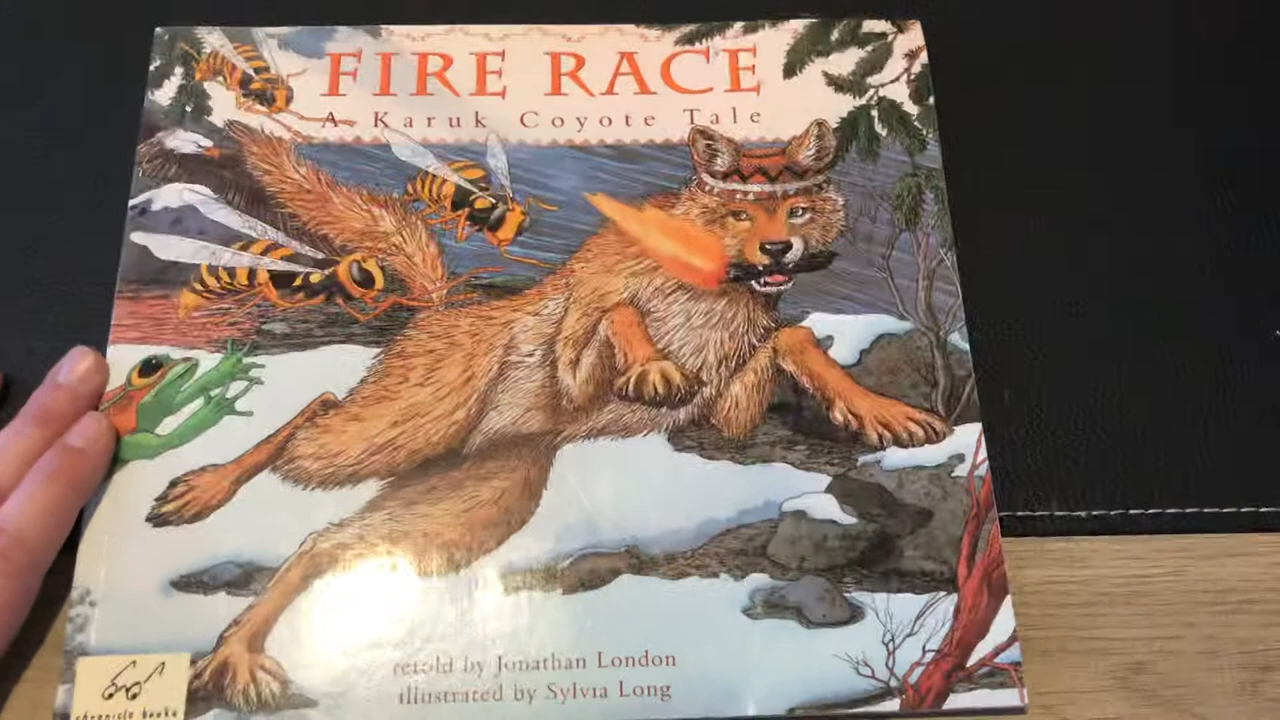 FIRE RACE
A Karuk Coyote Tale
retold by Jonathan London
illustrated by Sylvia Long
chronicle books